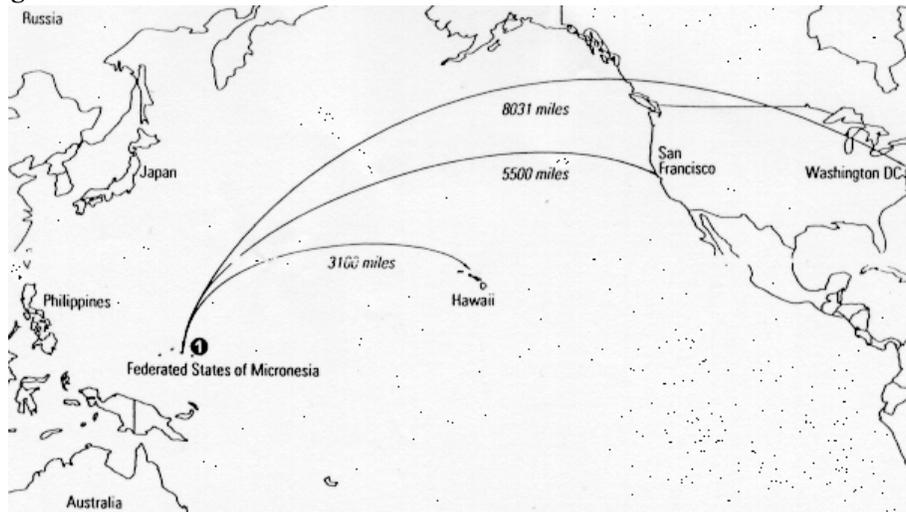 Russia
8031 miles
Japan
San
Francisco
5500 miles
Washington DC
3100 miles
Philippines
Hawaii
1
Federated States of Micronesia
Australia